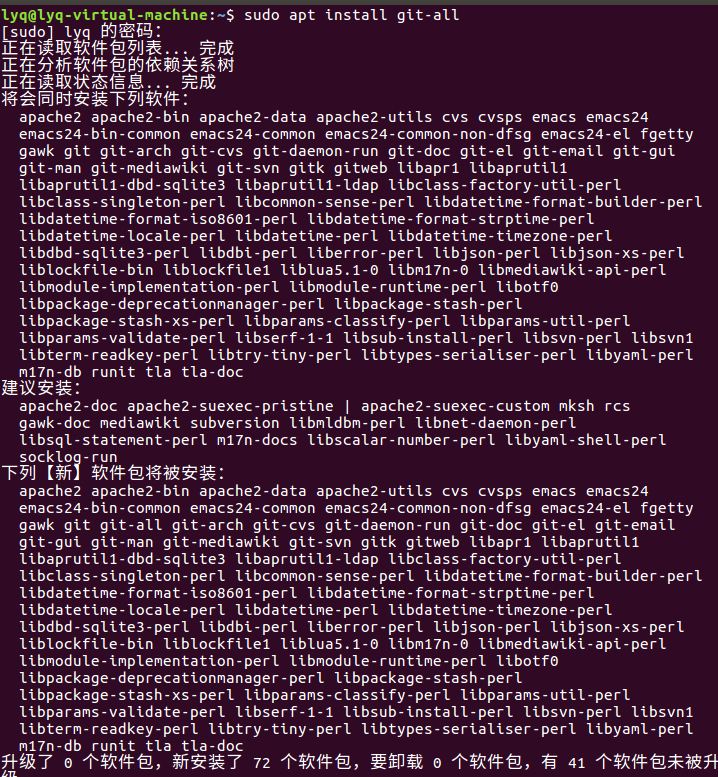 lyq@lyq-virtual-machine:~$ sudo apt install git-all
[sudo] lyq 的密码：
正在读取软件包列表... 完成
正在分析软件包的依赖关系树
正在读取状态信息... 完成
将会同时安装下列软件：
apache2 apache2-bin apache2-data apache2-utils cvs cvsps emacs emacs24
emacs24-bin-common emacs24-common emacs24-common-non-dfsg emacs24-el fgetty
gawk git git-arch git-cvs git-daemon-run git-doc git-el git-email git-gui
git-man git-mediawiki git-svn gitk gitweb libapr1 libaprutil1
libaprutil1-dbd-sqlite3 libaprutil1-ldap libclass-factory-util-perl
libclass-singleton-perl libcommon-sense-perl libdatetime-format-builder-perl
libdatetime-format-iso8601-perl libdatetime-format-strptime-perl
libdatetime-locale-perl libdatetime-perl libdatetime-timezone-perl
libdbd-sqlite3-perl libdbi-perl liberror-perl libjson-perl libjson-xs-perl
liblockfile-bin liblockfile1 liblua5.1-0 libm17n-0 libmediawiki-api-perl
libmodule-implementation-perl libmodule-runtime-perl libotf0
libpackage-deprecationmanager-perl libpackage-stash-perl
libpackage-stash-xs-perl libparams-classify-perl libparams-util-perl
libparams-validate-perl libserf-1-1 libsub-install-perl libsvn-perl libsvn1
libterm-readkey-perl libtry-tiny-perl libtypes-serialiser-perl libyaml-perl
m17n-db runit tla tla-doc
建议安装：
apache2-doc apache2-suexec-pristine | apache2-suexec-custom mksh rcs
gawk-doc mediawiki subversion libmldbm-perl libnet-daemon-perl
libsql-statement-perl m17n-docs libscalar-number-perl libyaml-shell-perl
socklog-run
下列【新】软件包将被安装：
apache2 apache2-bin apache2-data apache2-utils cvs cvsps emacs emacs24
emacs24-bin-common emacs24-common emacs24-common-non-dfsg emacs24-el fgetty
gawk git git-all git-arch git-cvs git-daemon-run git-doc git-el git-email
git-gui git-man git-mediawiki git-svn gitk gitweb libapr1 libaprutil1
libaprutil1-dbd-sqlite3 libaprutil1-ldap libclass-factory-util-perl
libclass-singleton-perl libcommon-sense-perl libdatetime-format-builder-perl
libdatetime-format-iso8601-perl libdatetime-format-strptime-perl
libdatetime-locale-perl libdatetime-perl libdatetime-timezone-perl
libdbd-sqlite3-perl libdbi-perl liberror-perl libjson-perl libjson-xs-perl
liblockfile-bin liblockfile1 liblua5.1-0 libm17n-0 libmediawiki-api-perl
libmodule-implementation-perl libmodule-runtime-perl libotf0
libpackage-deprecationmanager-perl libpackage-stash-perl
libpackage-stash-xs-perl libparams-classify-perl libparams-util-perl
libparams-validate-perl libserf-1-1 libsub-install-perl libsvn-perl libsvn1
libterm-readkey-perl libtry-tiny-perl libtypes-serialiser-perl libyaml-perl
m17n-db runit tla tla-doc
升级了 0 个软件包，新安装了 72 个软件包，要卸载 0 个软件包，有 41 个软件包未被升